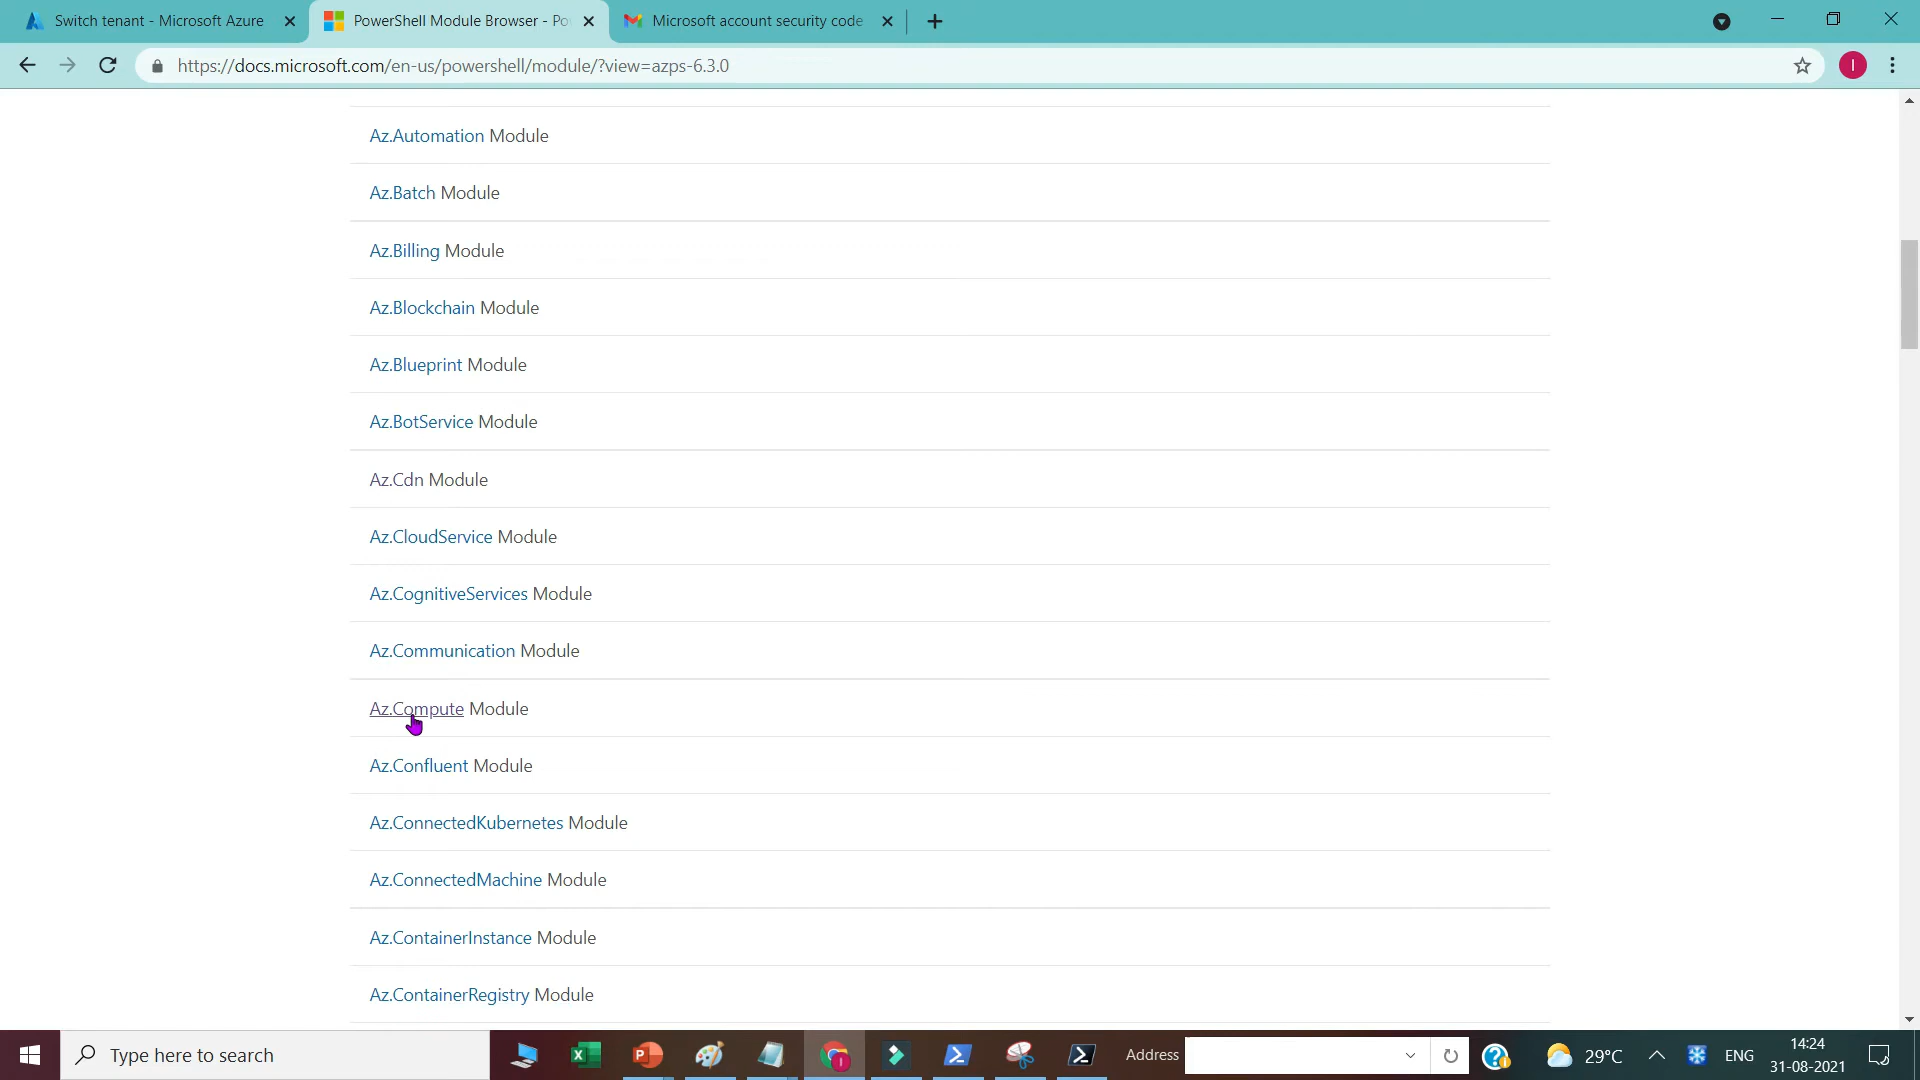 Switch tenant - Microsoft Azure
PowerShell Module Browser - Po
Microsoft account security code
https://docs.microsoft.com/en-us/powershell/module/?view=azps-6.3.0
I
Az.Automation Module
Az.Batch Module
Az.Billing Module
Az.Blockchain Module
Az.Blueprint Module
Az.BotService Module
Az.Cdn Module
Az.CloudService Module
Az.CognitiveServices Module
Az.Communication Module
Az.Compute Module
Az.Confluent Module
Az.ConnectedKubernetes Module
Az.ConnectedMachine Module
Az.ContainerInstance Module
Az.ContainerRegistry Module
Type here to search
Address
29°C
ENG
14:24
31-08-2021